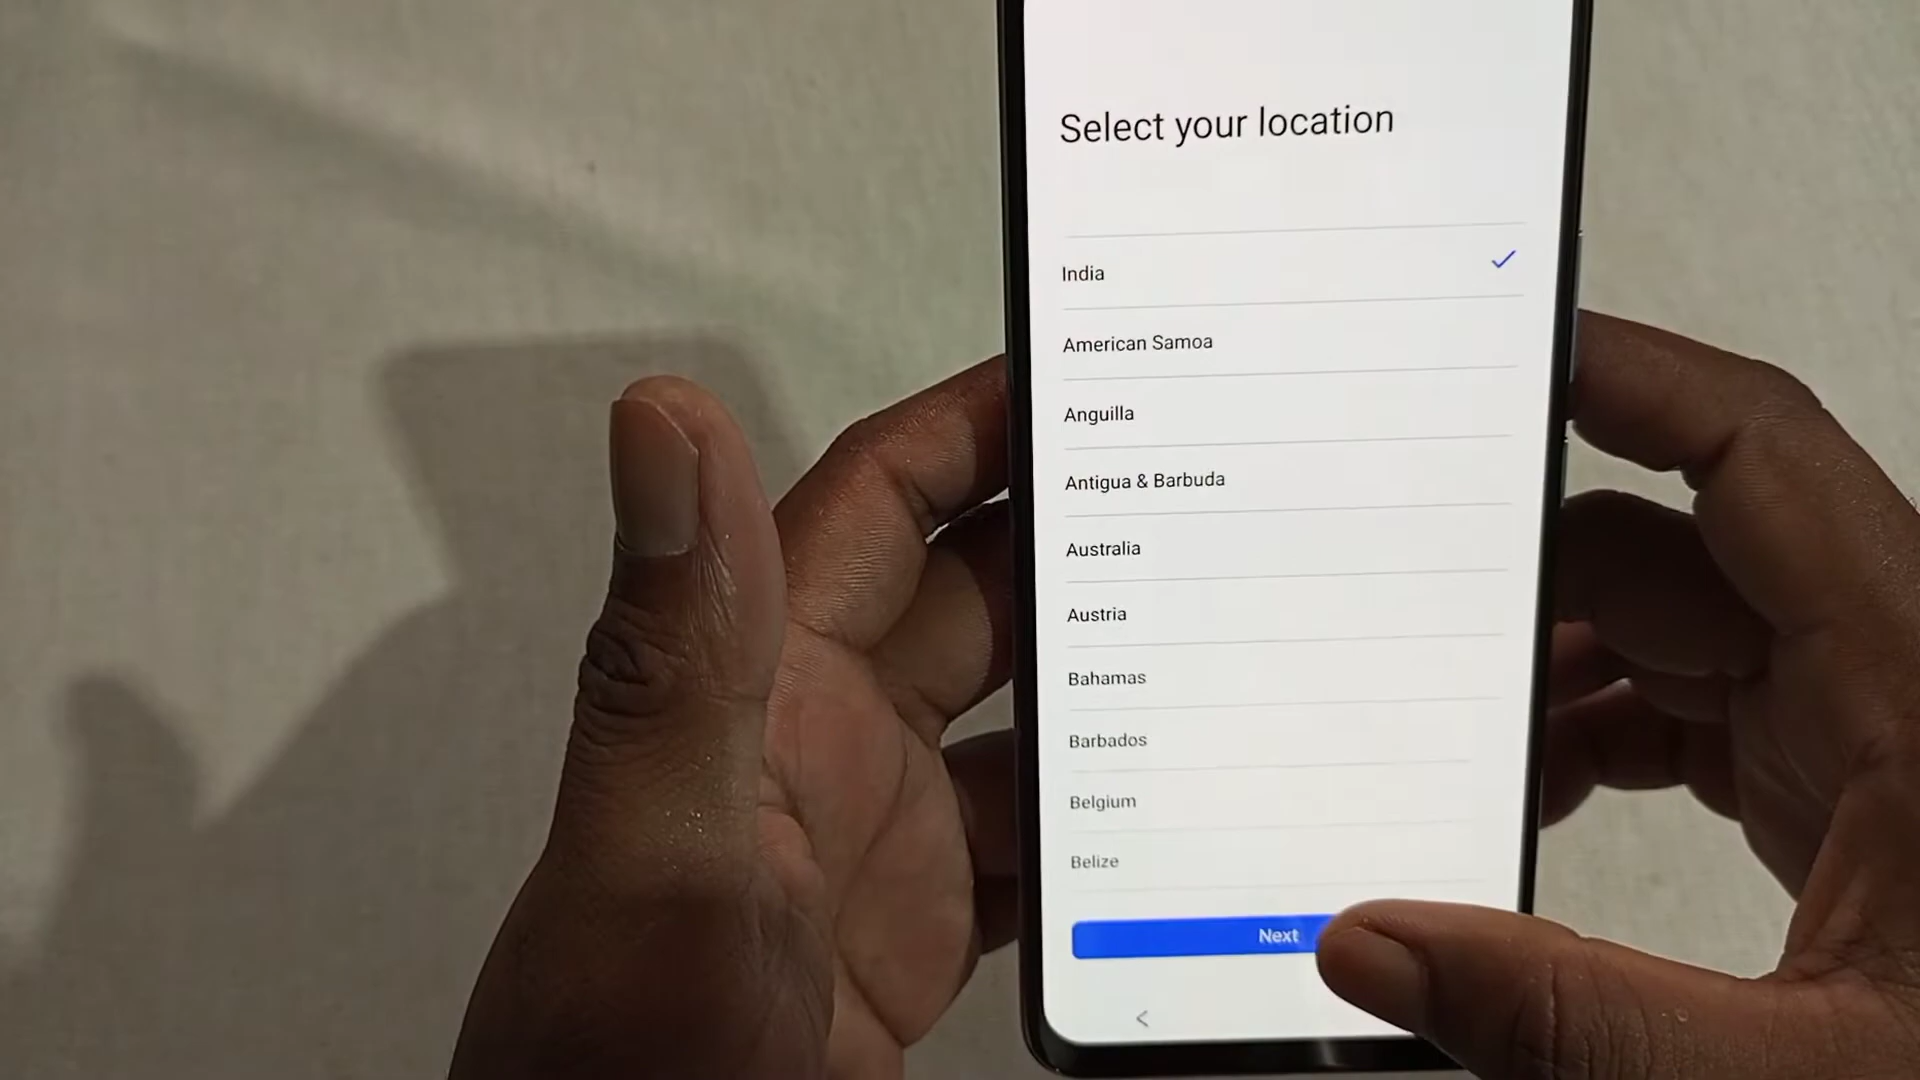 Select your location
India
American Samoa
Anguilla
Antigua & Barbuda
Australia
Austria
Bahamas
Barbados
Belgium
Belize
Next